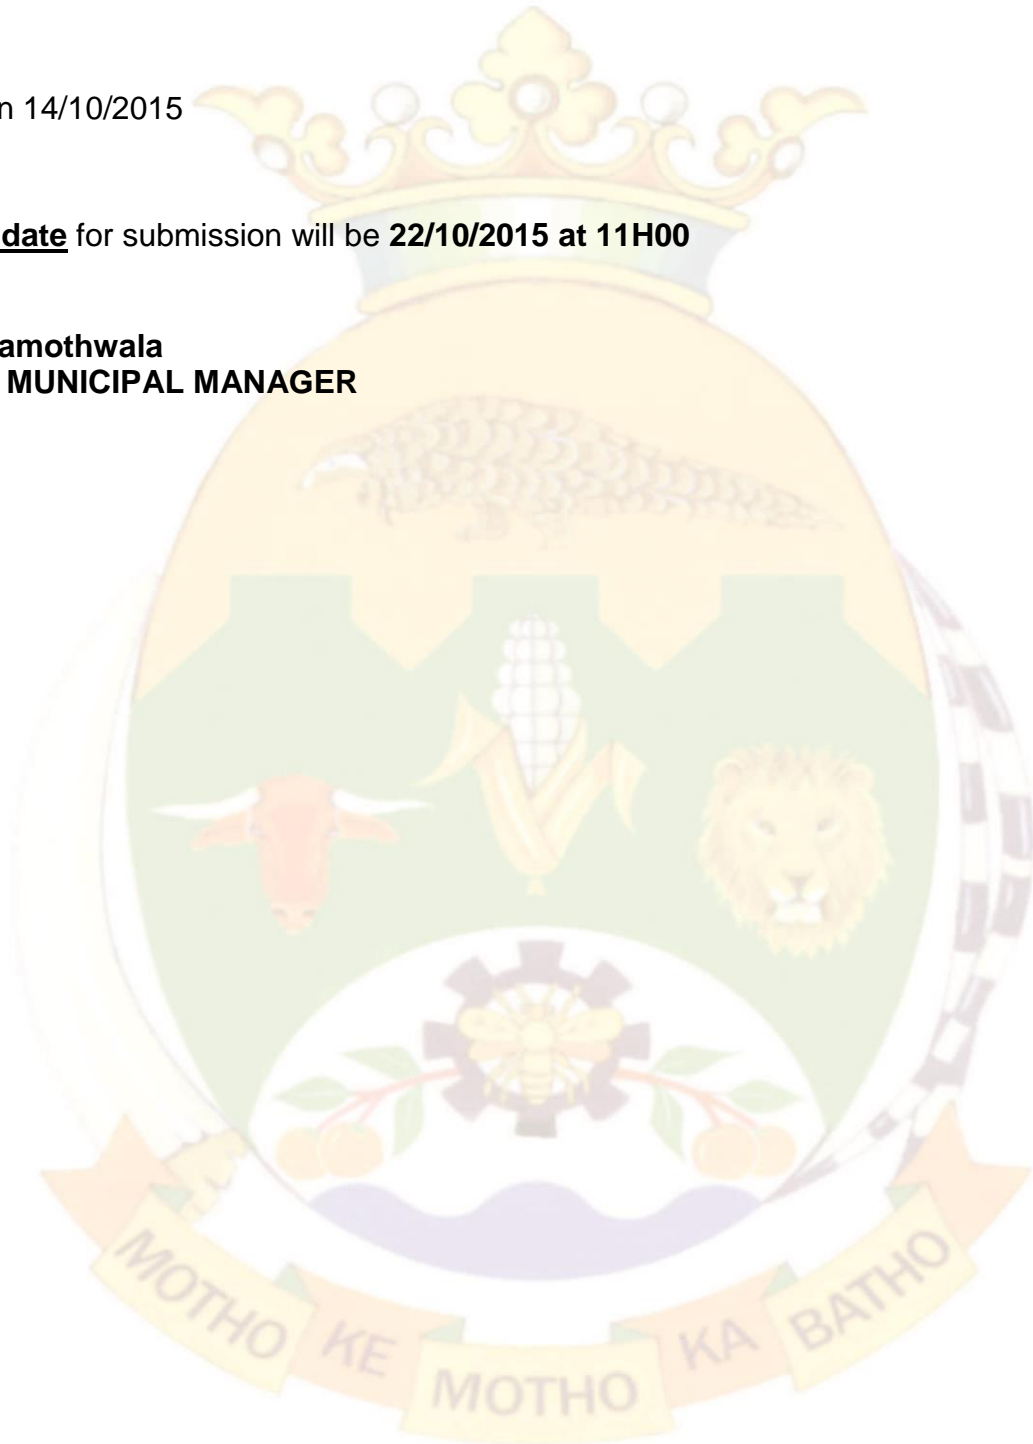 n 14/10/2015
date for submission will be 22/10/2015 at 11H00
amothwala
MUNICIPAL MANAGER
MOTHO KE MOTHO KA BATHO